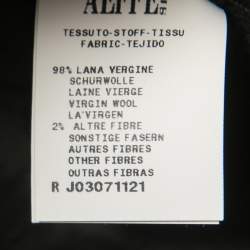 TESSUTO-STOFF-TISSU
FABRIC-TEJIDO
98% LANA VERGINE
SCHURWOLLE
LAINE VIERGE
VIRGIN WOOL
LA'VIRGEN
2% ALTRE FIBRE
SONSTIGE FASERN
AUTRES FIBRES
OTHER FIBRES
OUTRAS FIBRAS
R J03071121